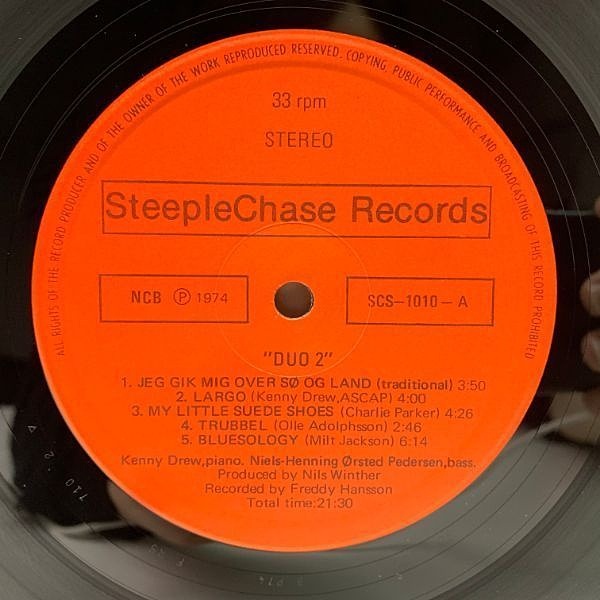 ALL RIGHTS OF THE RECORD PRODUCER AND OF THE OWNER OF THE WORK REPRODUCED RESERVED. COPYING, PUBLIC PERFORMANCE AND BROADCASTING OF THIS RECORD PROHIBITED
33 rpm
STEREO
SteepleChase Records
NCB Ⓟ 1974
SCS-1010-A
"DUO 2"
1. JEG GIK MIG OVER SØ OG LAND (traditional) 3:50
2. LARGO (Kenny Drew,ASCAP) 4:00
3. MY LITTLE SUEDE SHOES (Charlie Parker) 4:26
4. TRUBBEL (Olle Adolphsson) 2:46
5. BLUESOLOGY (Milt Jackson) 6:14
Kenny Drew,piano. Niels-Henning Ørsted Pedersen,bass.
Produced by Nils Winther
Recorded by Freddy Hansson
Total time:21:30